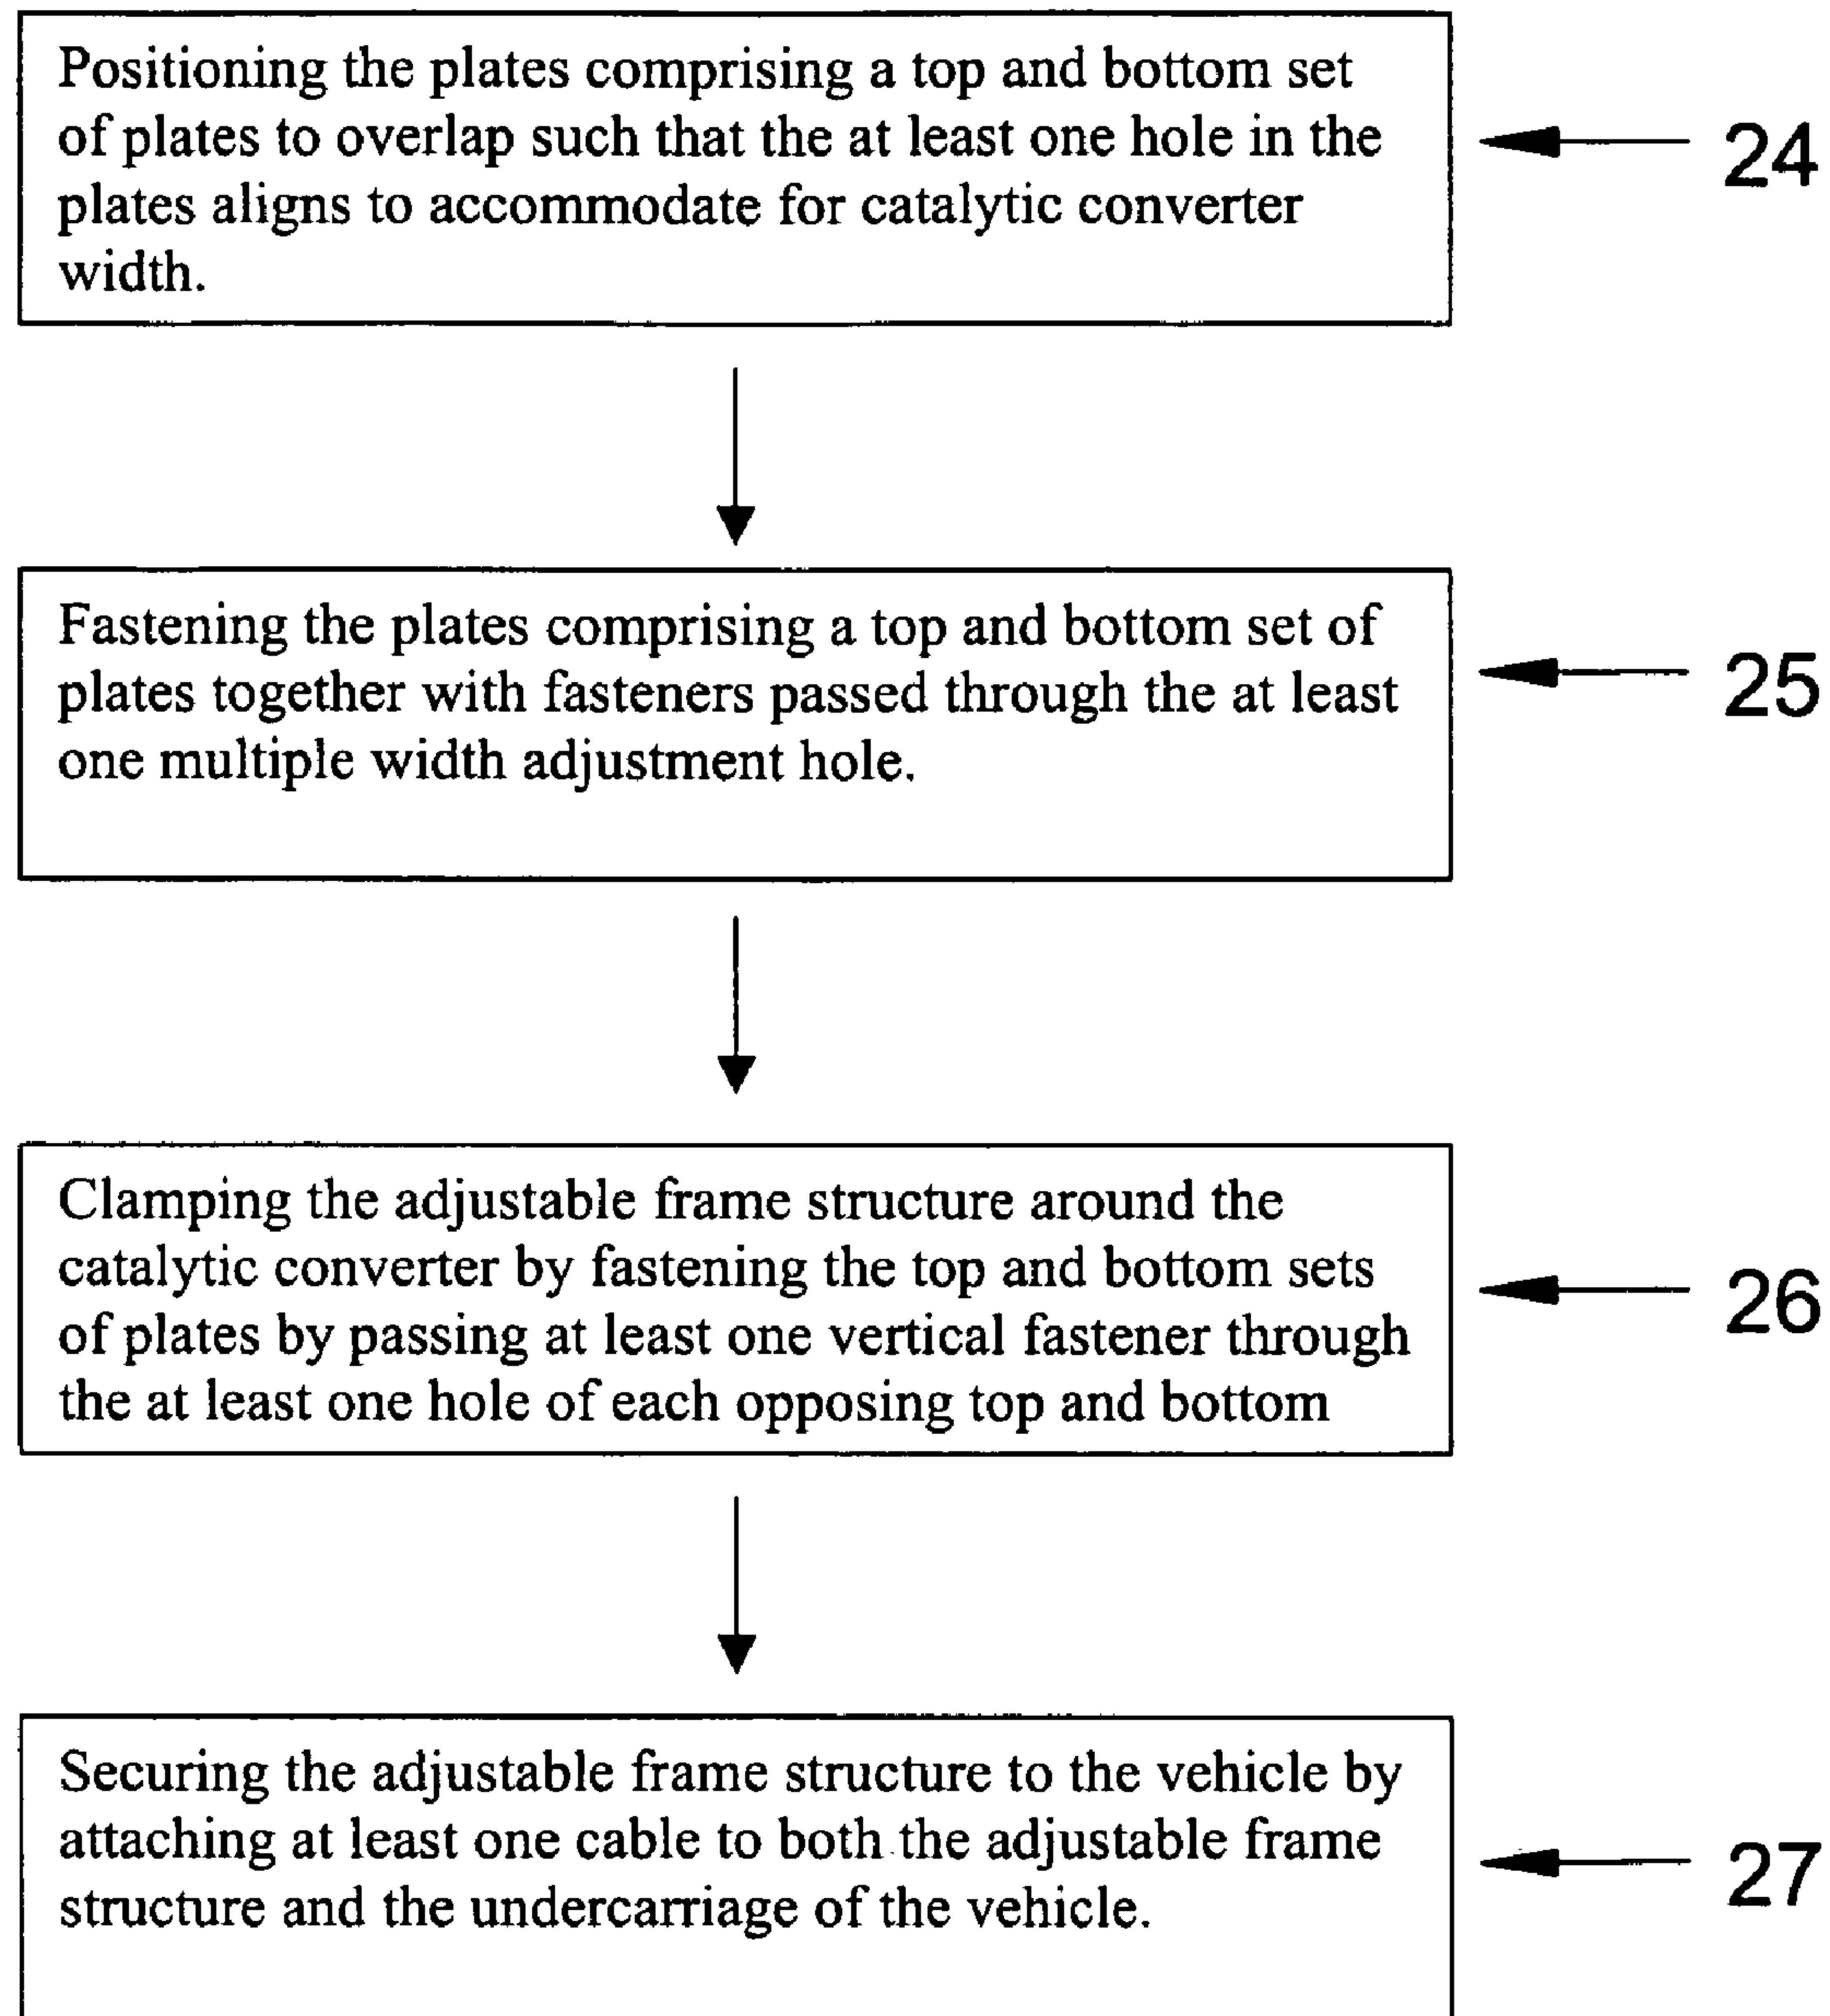 Positioning the plates comprising a top and bottom set
of plates to overlap such that the at least one hole in the
plates aligns to accommodate for catalytic converter
width.
24
Fastening the plates comprising a top and bottom set of
plates together with fasteners passed through the at least
one multiple width adjustment hole.
25
Clamping the adjustable frame structure around the
catalytic converter by fastening the top and bottom sets
of plates by passing at least one vertical fastener through
the at least one hole of each opposing top and bottom
26
Securing the adjustable frame structure to the vehicle by
attaching at least one cable to both the adjustable frame
structure and the undercarriage of the vehicle.
27